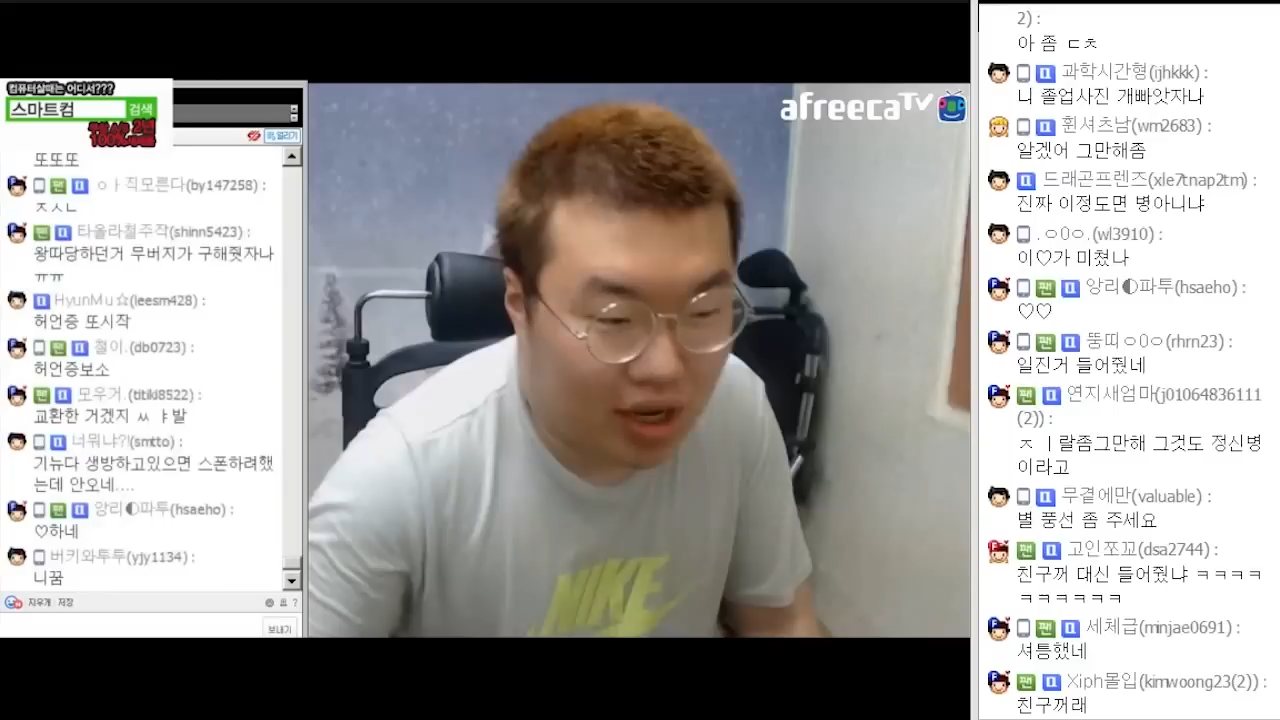 컴퓨터살때는 어디서???
스마트컴 검색
또또또
ㅇㅏ직모른다(by147258) :
ㅈㅅㄴ
타올라철주작(shinn5423) :
왕따당하던거 무버지가 구해줫자나
ㅠㅠ
HyunMu☆(leesm428) :
허언증 또시작
철이.(db0723) :
허언증보소
모우거.(titiki8522) :
교환한 거겠지 ㅆ ㅑ발
너뭐냐?!(smtto) :
기뉴다 생방하고있으면 스폰하려했
는데 안오네....
앙리◐파투(hsaeho) :
♡하네
버키와투투(yjy1134) :
니꿈
지우개 저장
보내기
afreecaTV
NIKE
2) :
아 좀 ㄷㅊ
과학시간형(ijhkkk) :
니 졸업사진 개빠앗자나
휜셔츠남(wm2683) :
알겠어 그만해좀
드래곤프렌즈(xle7tnap2tm) :
진짜 이정도면 병아니냐
.ㅇ0ㅇ.(wl3910) :
이♡가 미쳤나
앙리◐파투(hsaeho) :
♡♡
뚱띠ㅇ0ㅇ(rhrn23) :
일진거 들어줬네
연지새엄마(j01064836111
(2)) :
ㅈ ㅣ랄좀그만해 그것도 정신병
이라고
무곁에만(valuable) :
별 풍선 좀 주세요
고인쪼꼬(dsa2744) :
친구꺼 대신 들어줬냐 ㅋㅋㅋㅋ
ㅋㅋㅋㅋㅋㅋ
세체급(minjae0691) :
셔틍했네
Xiph몰입(kimwoong23(2)) :
친구꺼래